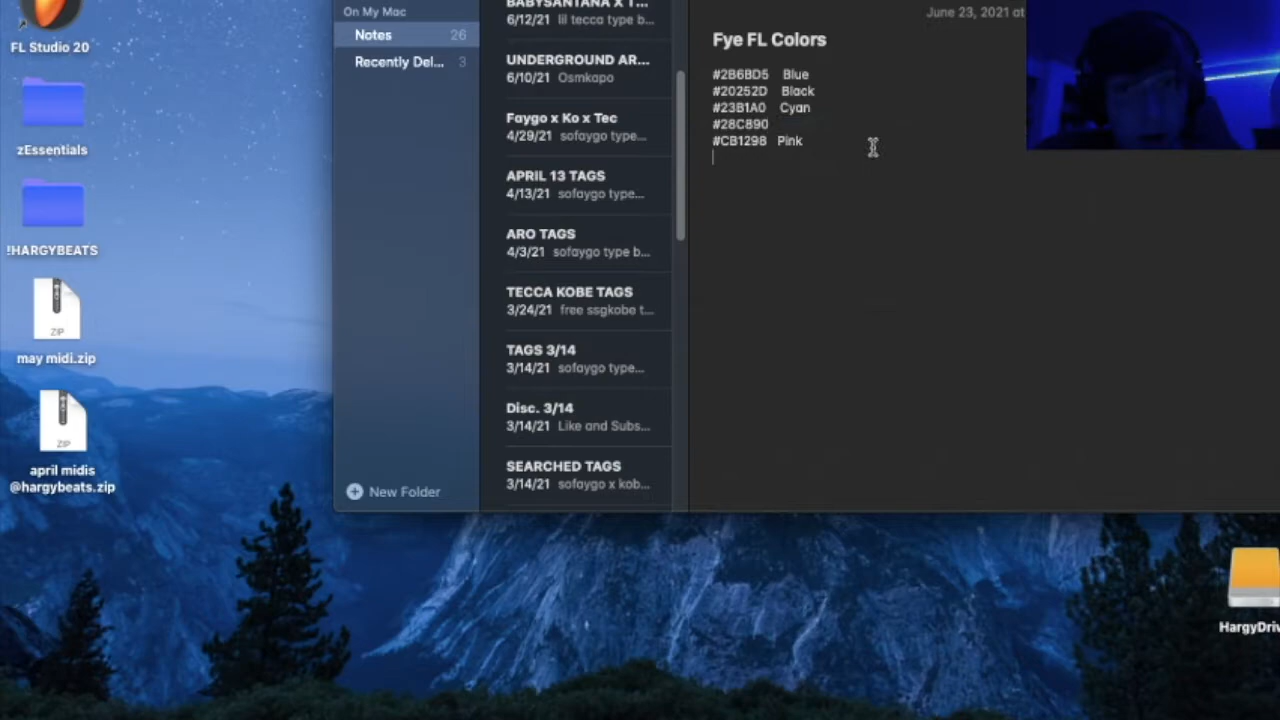 FL Studio 20
zEssentials
!HARGYBEATS
ZIP
may midi.zip
ZIP
april midis
@hargybeats.zip
On My Mac
Notes 26
Recently Del... 3
New Folder
BABYSANTANA X T...
6/12/21 lil tecca type b...
UNDERGROUND AR...
6/10/21 Osmkapo
Faygo x Ko x Tec
4/29/21 sofaygo type...
APRIL 13 TAGS
4/13/21 sofaygo type...
ARO TAGS
4/3/21 sofaygo type b...
TECCA KOBE TAGS
3/24/21 free ssgkobe t...
TAGS 3/14
3/14/21 sofaygo type...
Disc. 3/14
3/14/21 Like and Subs...
SEARCHED TAGS
3/14/21 sofaygo x kob...
June 23, 2021 at
Fye FL Colors
#2B6BD5 Blue
#20252D Black
#23B1A0 Cyan
#28C890
#CB1298 Pink
HargyDriv